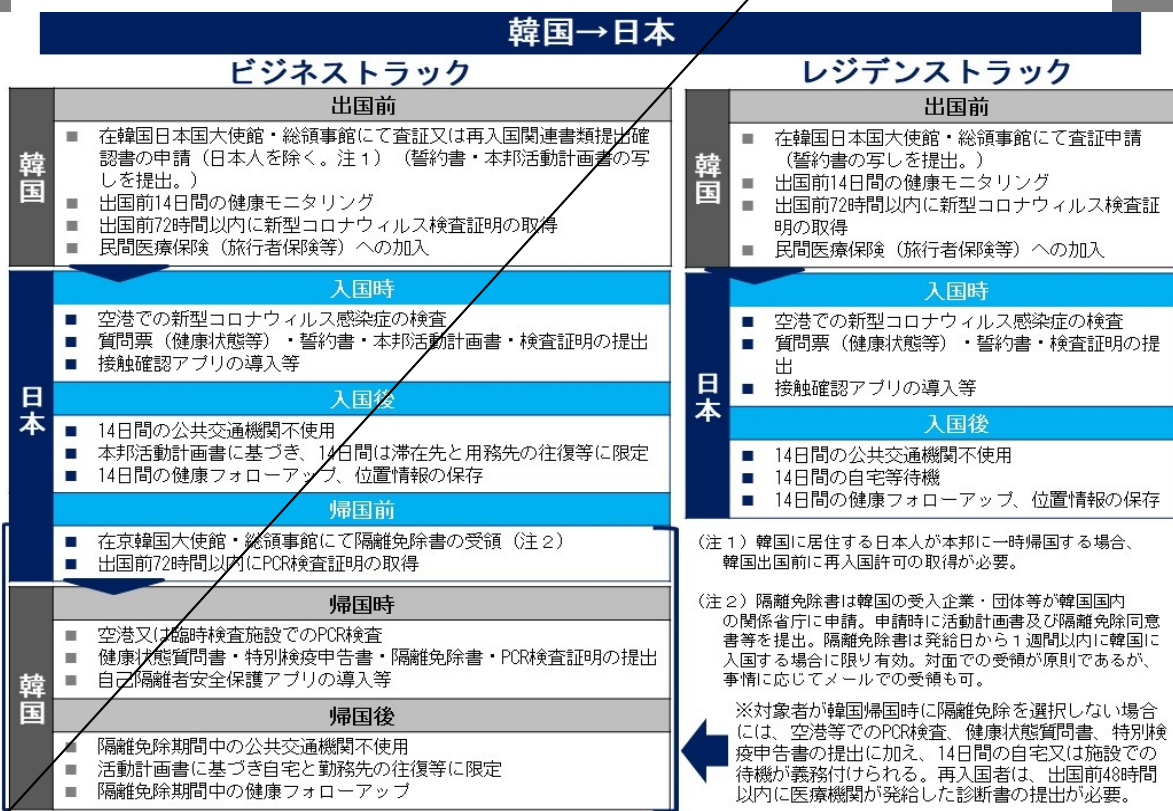 韓国→日本
ビジネストラック
韓国
出国前
■ 在韓国日本国大使館・総領事館にて査証又は再入国関連書類提出確
認書の申請（日本人を除く。注１）（誓約書・本邦活動計画書の写
しを提出。）
■ 出国前14日間の健康モニタリング
■ 出国前72時間以内に新型コロナウィルス検査証明の取得
■ 民間医療保険（旅行者保険等）への加入
日本
入国時
■ 空港での新型コロナウィルス感染症の検査
■ 質問票（健康状態等）・誓約書・本邦活動計画書・検査証明の提出
■ 接触確認アプリの導入等
入国後
■ 14日間の公共交通機関不使用
■ 本邦活動計画書に基づき、14日間は滞在先と用務先の往復等に限定
■ 14日間の健康フォローアップ、位置情報の保存
帰国前
■ 在京韓国大使館・総領事館にて隔離免除書の受領（注２）
■ 出国前72時間以内にPCR検査証明の取得
韓国
帰国時
■ 空港又は臨時検査施設でのPCR検査
■ 健康状態質問書・特別検疫申告書・隔離免除書・PCR検査証明の提出
■ 自己隔離者安全保護アプリの導入等
帰国後
■ 隔離免除期間中の公共交通機関不使用
■ 活動計画書に基づき自宅と勤務先の往復等に限定
■ 隔離免除期間中の健康フォローアップ
レジデンストラック
韓国
出国前
■ 在韓国日本国大使館・総領事館にて査証申請
（誓約書の写しを提出。）
■ 出国前14日間の健康モニタリング
■ 出国前72時間以内に新型コロナウィルス検査証
明の取得
■ 民間医療保険（旅行者保険等）への加入
日本
入国時
■ 空港での新型コロナウィルス感染症の検査
■ 質問票（健康状態等）・誓約書・検査証明の提
出
■ 接触確認アプリの導入等
入国後
■ 14日間の公共交通機関不使用
■ 14日間の自宅等待機
■ 14日間の健康フォローアップ、位置情報の保存
（注１）韓国に居住する日本人が本邦に一時帰国する場合、
韓国出国前に再入国許可の取得が必要。
（注２）隔離免除書は韓国の受入企業・団体等が韓国国内
の関係省庁に申請。申請時に活動計画書及び隔離免除同意
書等を提出。隔離免除書は発給日から１週間以内に韓国に
入国する場合に限り有効。対面での受領が原則であるが、
事情に応じてメールでの受領も可。
※対象者が韓国帰国時に隔離免除を選択しない場合
には、空港等でのPCR検査、健康状態質問書、特別検
疫申告書の提出に加え、14日間の自宅又は施設での
待機が義務付けられる。再入国者は、出国前48時間
以内に医療機関が発給した診断書の提出が必要。